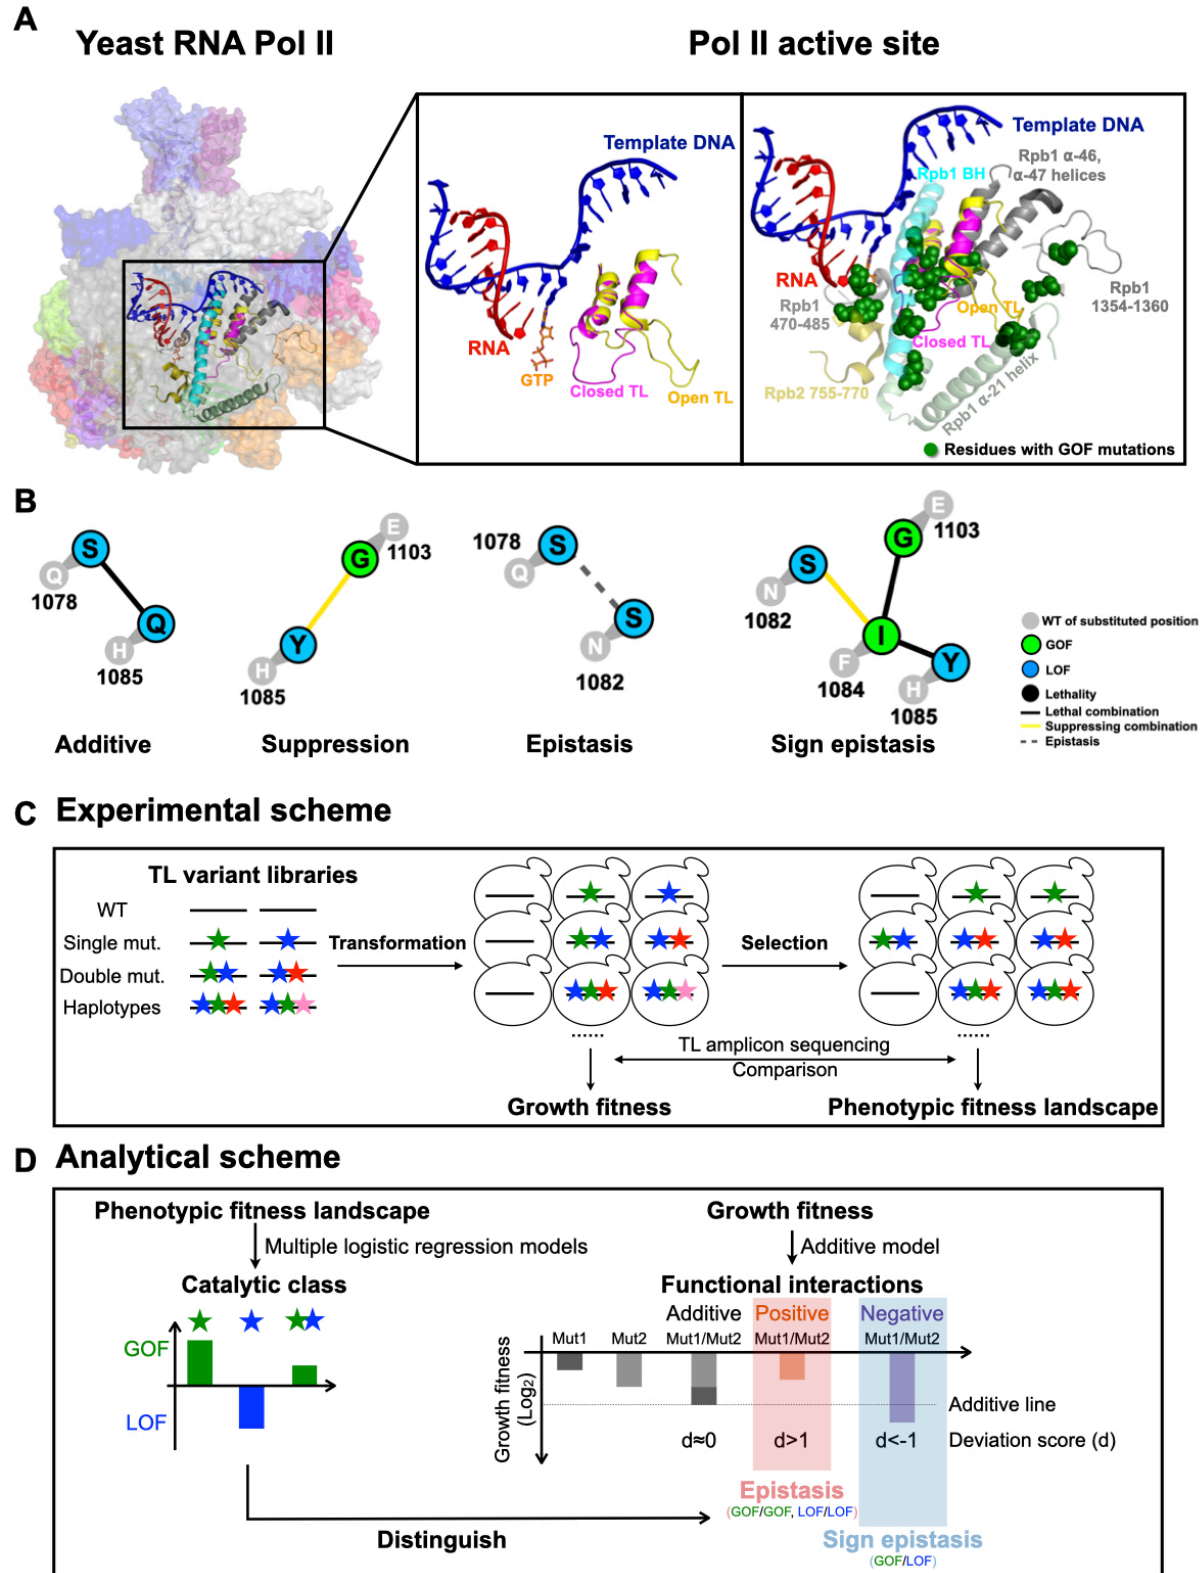 A
Yeast RNA Pol II
Pol II active site
Template DNA
RNA
GTP
Closed TL
Open TL
Template DNA
Rpb1 BH
Rpb1 α-46,
α-47 helices
RNA
Rpb1
470-485
Open TL
Rpb1
1354-1360
Closed TL
Rpb2 755-770
Rpb1 α-21 helix
Residues with GOF mutations
B
S
Q
1078
Q
H
1085
Additive
E
G
1103
Y
H
1085
Suppression
1078
S
Q
S
N
1082
Epistasis
E
G
1103
S
N
1082
I
F
1084
Y
H
1085
Sign epistasis
WT of substituted position
GOF
LOF
Lethality
Lethal combination
Suppressing combination
Epistasis
C Experimental scheme
TL variant libraries
WT
Single mut.
Double mut.
Haplotypes
Transformation
Selection
......
......
TL amplicon sequencing
Comparison
Growth fitness
Phenotypic fitness landscape
D Analytical scheme
Phenotypic fitness landscape
Multiple logistic regression models
Catalytic class
GOF
LOF
Growth fitness
Additive model
Functional interactions
Additive Positive Negative
Mut1 Mut2 Mut1/Mut2 Mut1/Mut2 Mut1/Mut2
Growth fitness
(Log2)
Additive line
d≈0 d>1 d<-1 Deviation score (d)
Epistasis
(GOF/GOF, LOF/LOF)
Distinguish
Sign epistasis
(GOF/LOF)